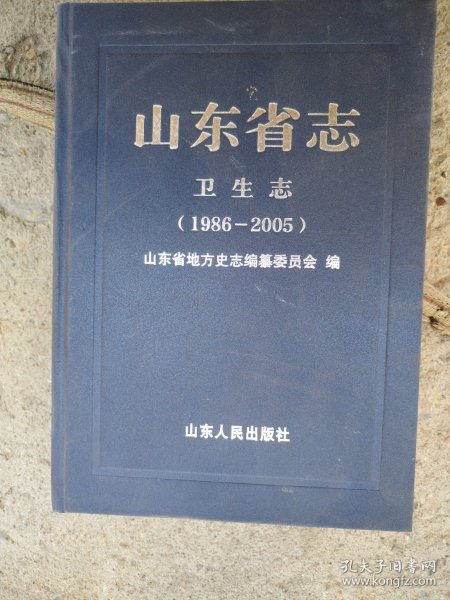 山东省志
卫生志
（1986－2005）
山东省地方史志编纂委员会 编
山东人民出版社
孔夫子旧书网
www.kongfz.com